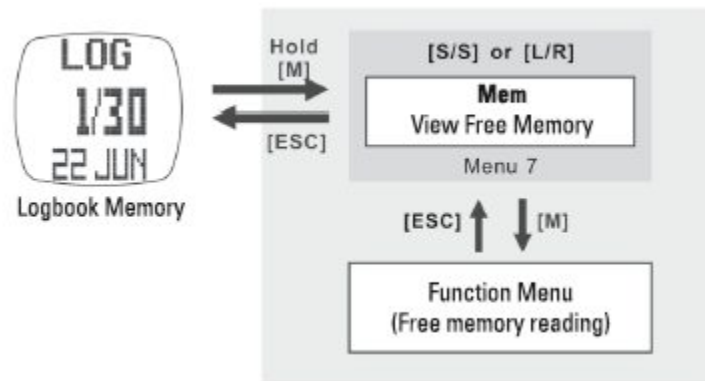 LOG
1/30
22 JUN
Logbook Memory
Hold
[M]
[ESC]
[S/S] or [L/R]
Mem
View Free Memory
Menu 7
[ESC]
[M]
Function Menu
(Free memory reading)